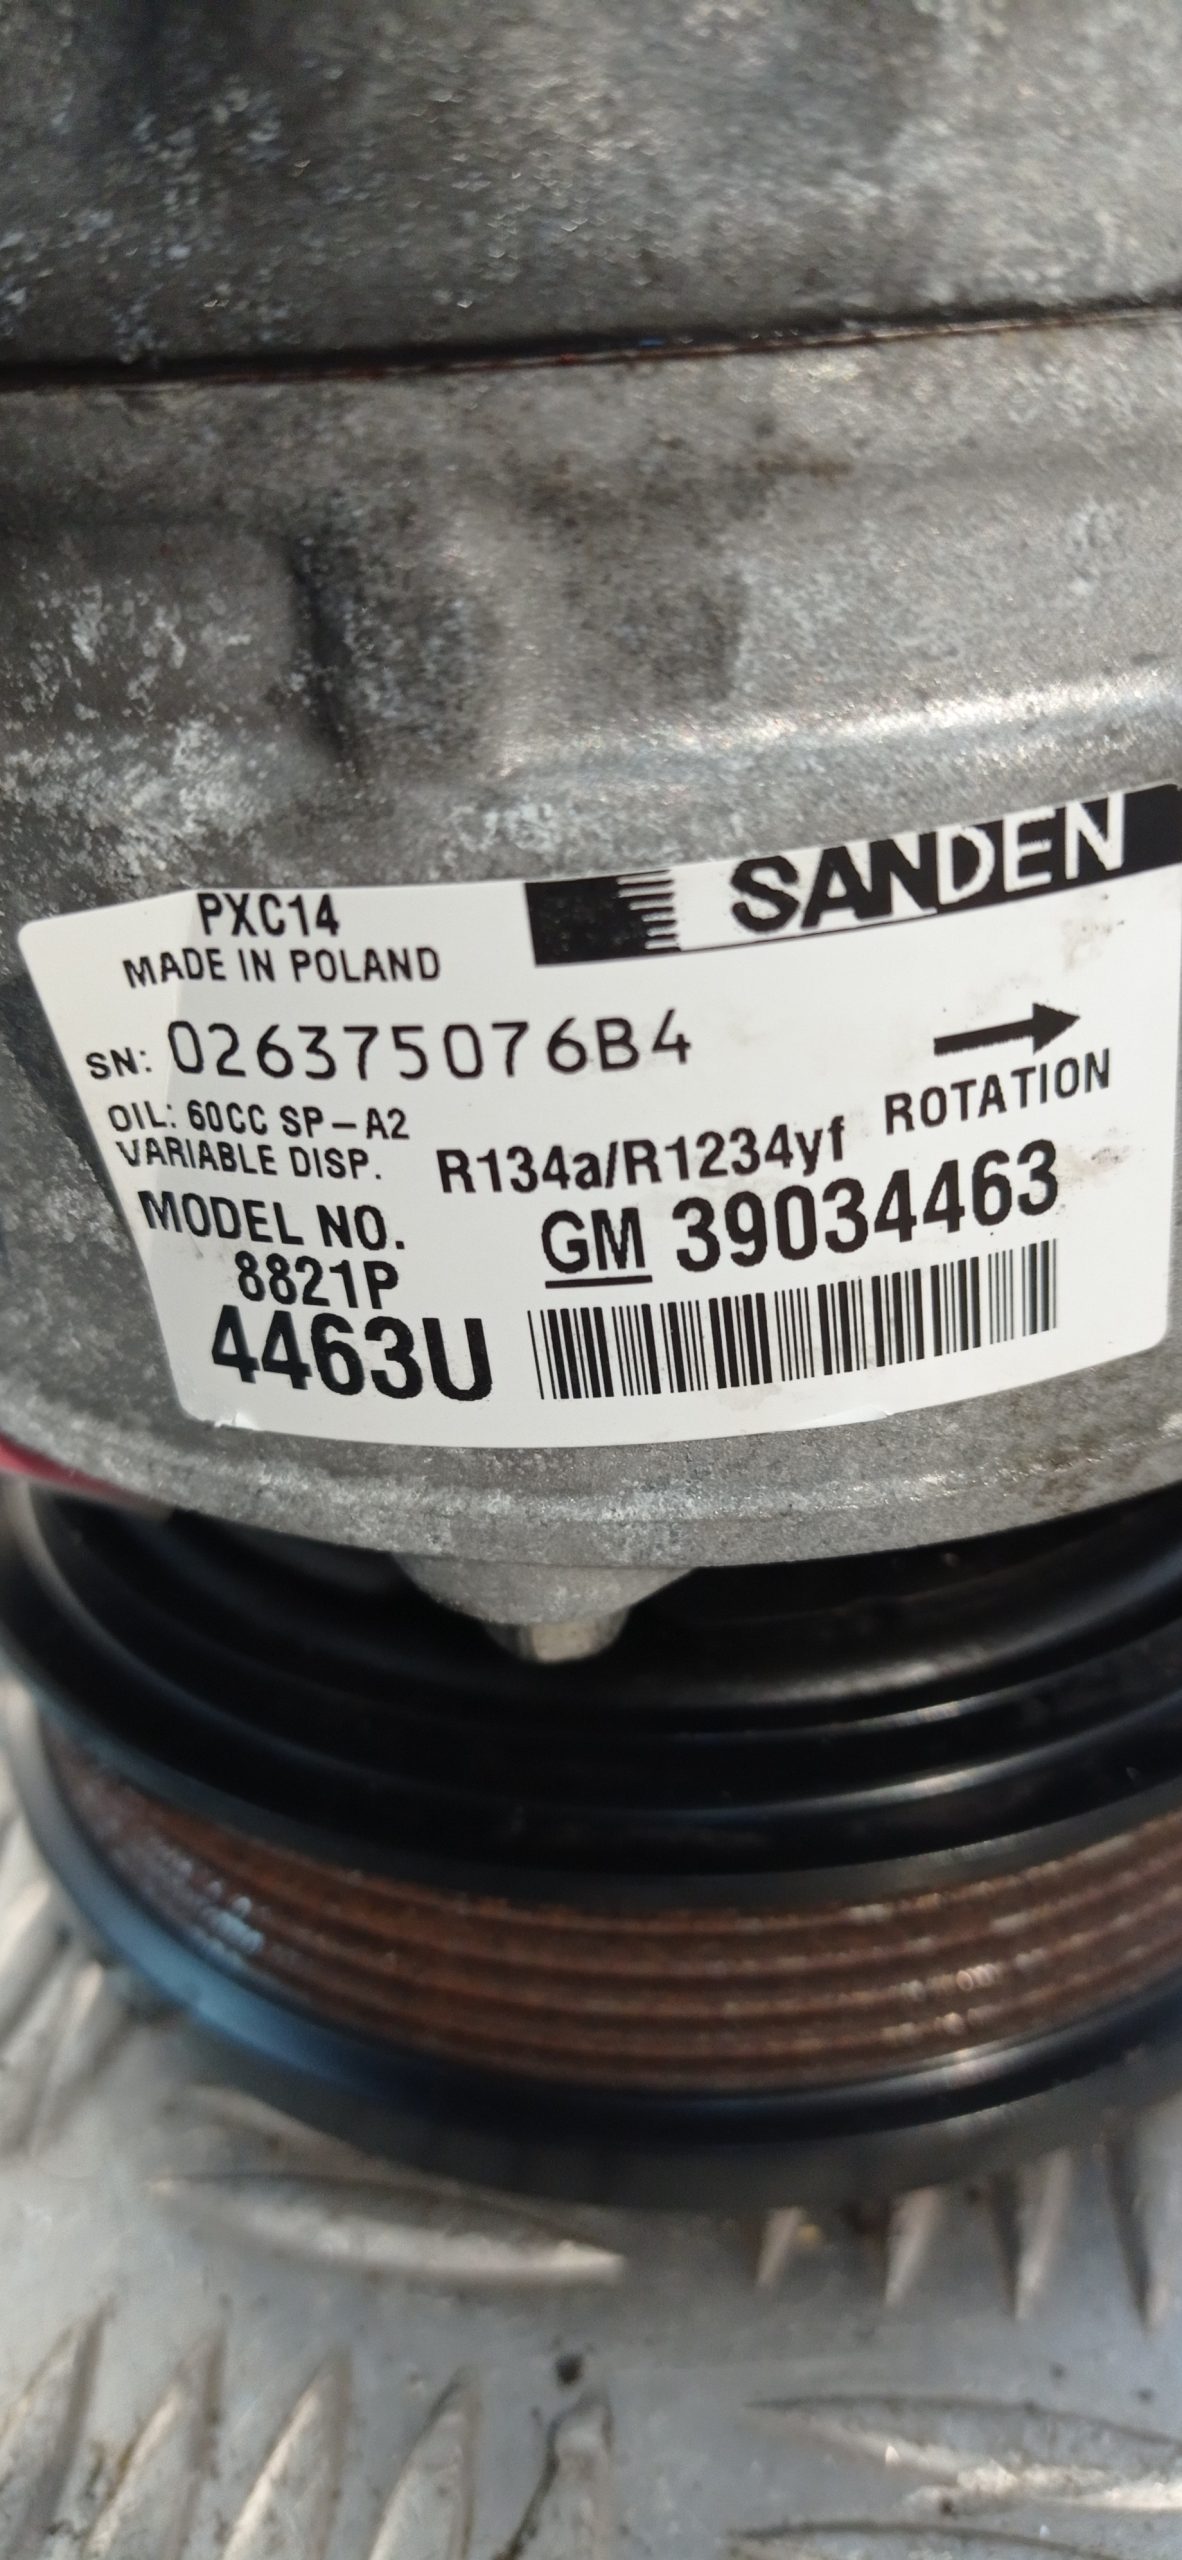 PXC14
SANDEN
MADE IN POLAND
SN: 026375076B4
ROTATION
OIL: 60CC SP-A2
VARIABLE DISP.
R134a/R1234yf
MODEL NO.
GM 39034463
8821P
4463U